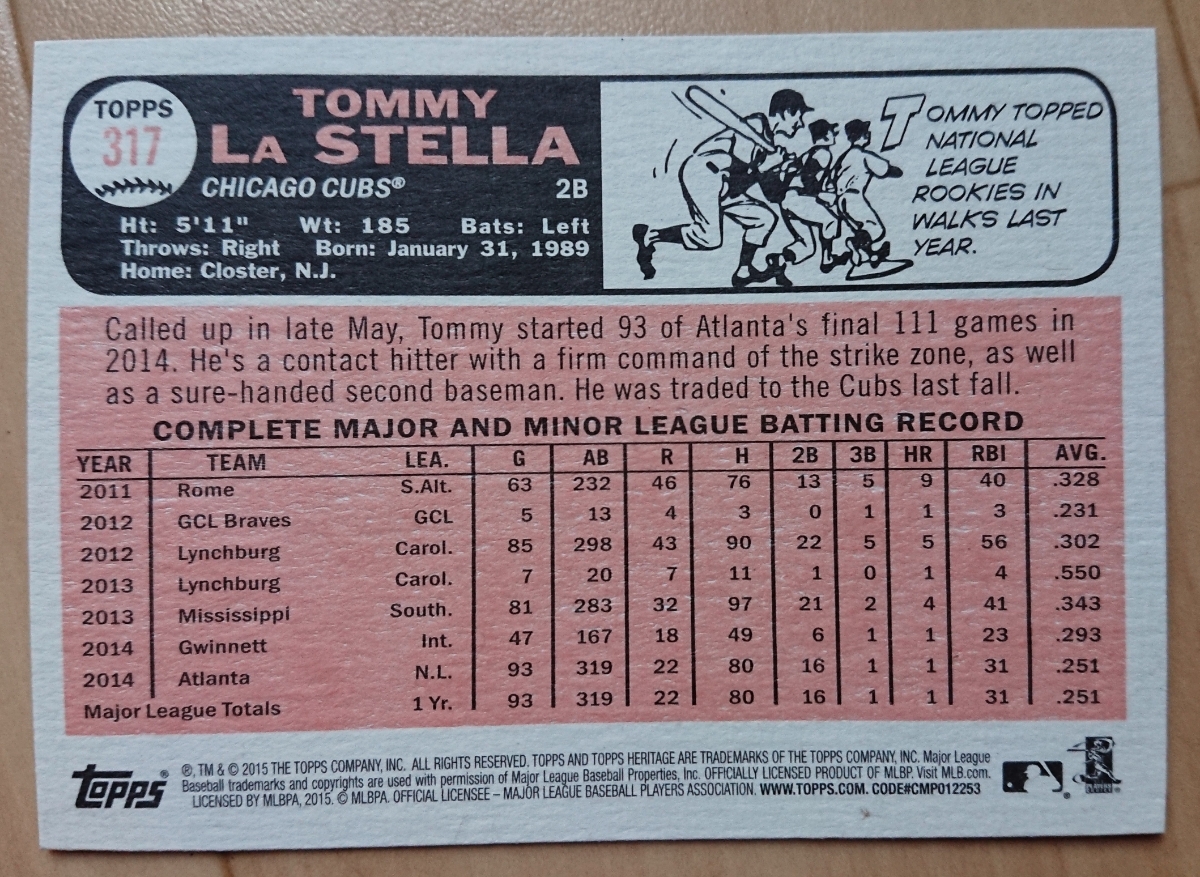 TOPPS
317
TOMMY
LA STELLA
CHICAGO CUBS® 2B
Ht: 5'11" Wt: 185 Bats: Left
Throws: Right Born: January 31, 1989
Home: Closter, N.J.
TOMMY TOPPED
NATIONAL
LEAGUE
ROOKIES IN
WALKS LAST
YEAR.
Called up in late May, Tommy started 93 of Atlanta's final 111 games in
2014. He's a contact hitter with a firm command of the strike zone, as well
as a sure-handed second baseman. He was traded to the Cubs last fall.
COMPLETE MAJOR AND MINOR LEAGUE BATTING RECORD
YEAR TEAM LEA. G AB R H 2B 3B HR RBI AVG.
2011 Rome S.Alt. 63 232 46 76 13 5 9 40 .328
2012 GCL Braves GCL 5 13 4 3 0 1 1 3 .231
2012 Lynchburg Carol. 85 298 43 90 22 5 5 56 .302
2013 Lynchburg Carol. 7 20 7 11 1 0 1 4 .550
2013 Mississippi South. 81 283 32 97 21 2 4 41 .343
2014 Gwinnett Int. 47 167 18 49 6 1 1 23 .293
2014 Atlanta N.L. 93 319 22 80 16 1 1 31 .251
Major League Totals 1 Yr. 93 319 22 80 16 1 1 31 .251
topps®
®, TM & © 2015 THE TOPPS COMPANY, INC. ALL RIGHTS RESERVED. TOPPS AND TOPPS HERITAGE ARE TRADEMARKS OF THE TOPPS COMPANY, INC. Major League
Baseball trademarks and copyrights are used with permission of Major League Baseball Properties, Inc. OFFICIALLY LICENSED PRODUCT OF MLBP. Visit MLB.com.
LICENSED BY MLBPA, 2015. © MLBPA. OFFICIAL LICENSEE – MAJOR LEAGUE BASEBALL PLAYERS ASSOCIATION. WWW.TOPPS.COM. CODE#CMP012253